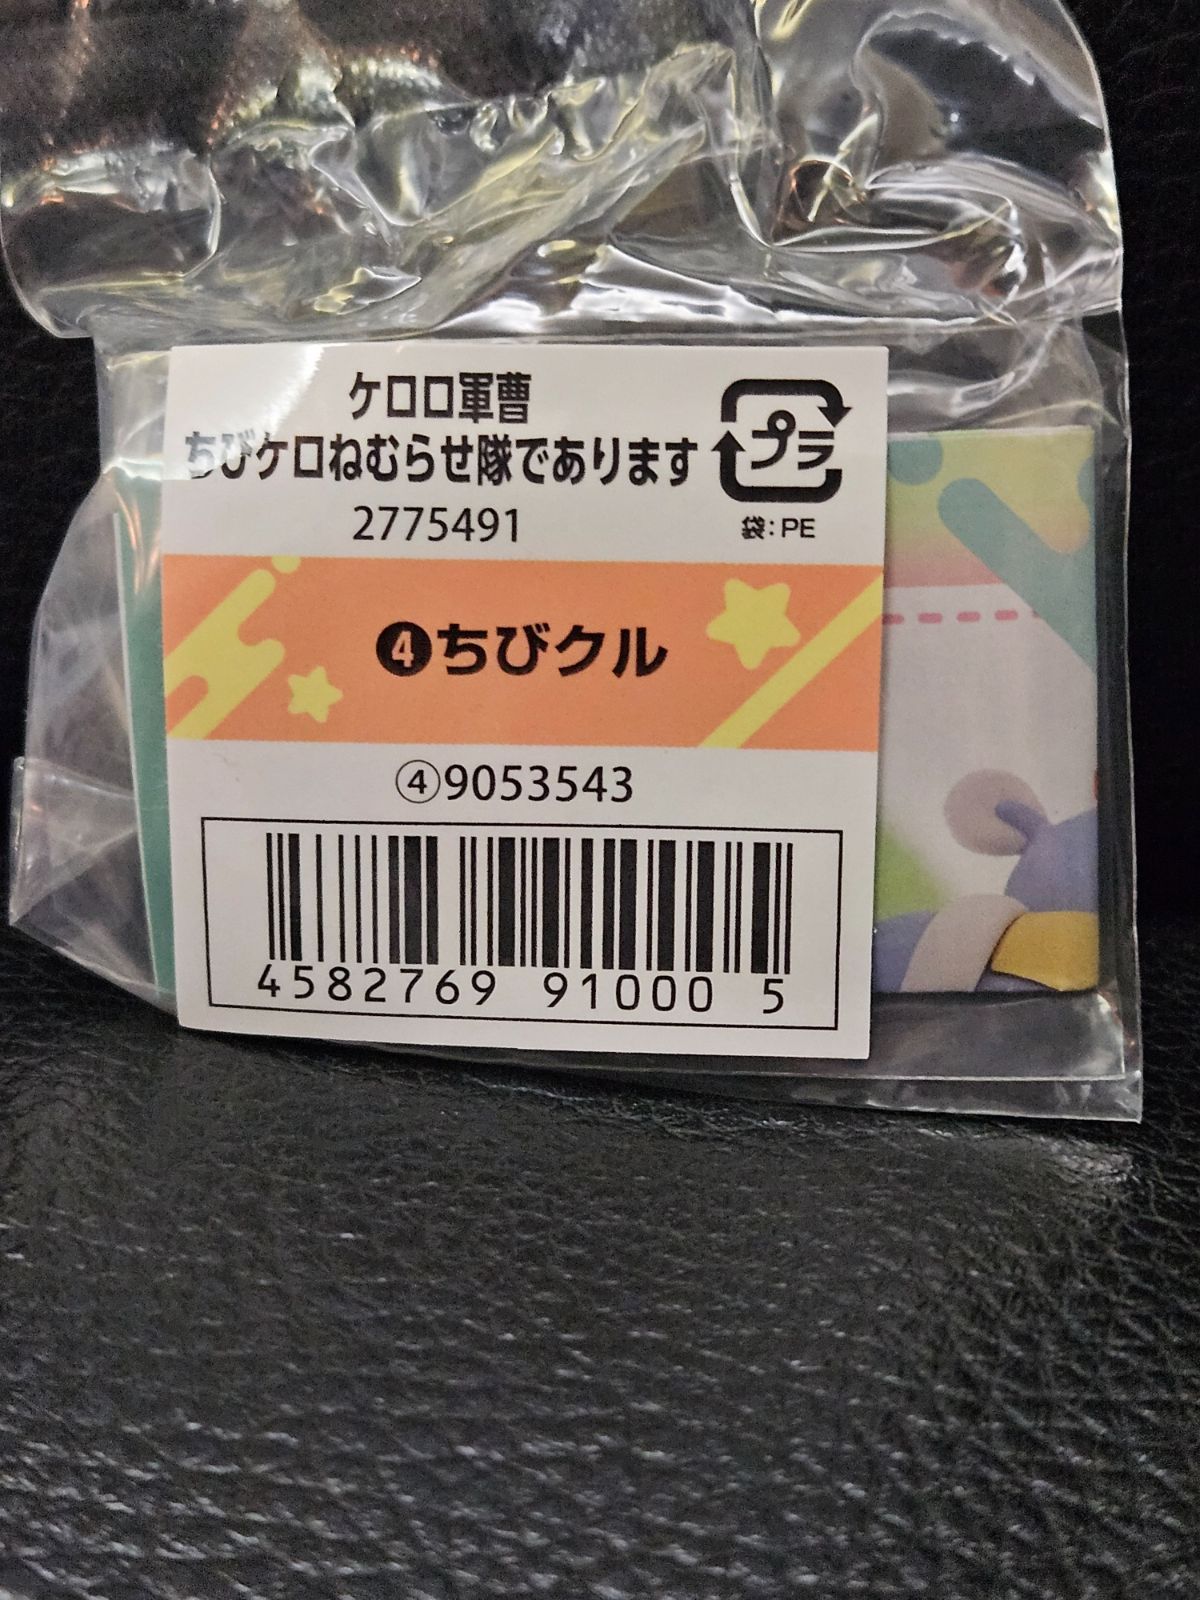 ケロロ軍曹
ちびケロねむらせ隊であります
2775491
プラ
袋:PE
❹ちびクル
④9053543
4582769 91000 5